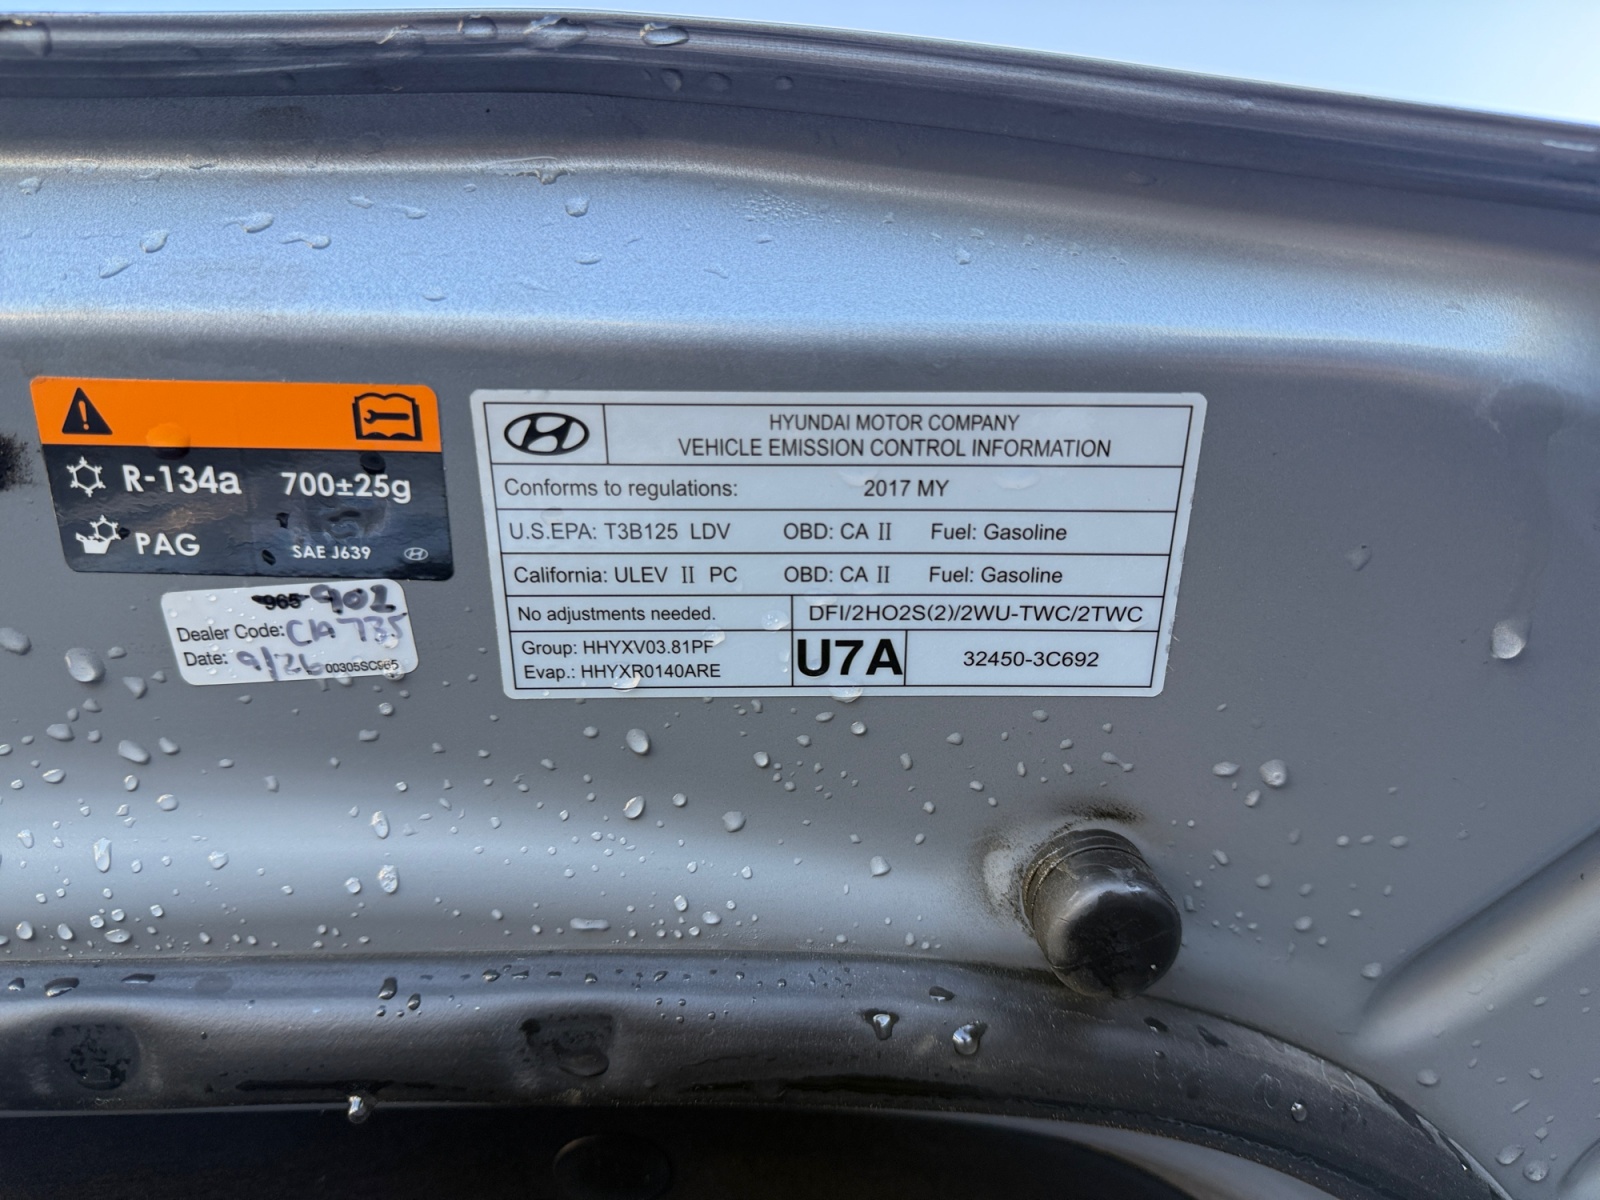 R-134a 700±25g
PAG SAE J639
965 902
Dealer Code: CA735
Date: 9/26 00305SC965
HYUNDAI MOTOR COMPANY
VEHICLE EMISSION CONTROL INFORMATION
Conforms to regulations: 2017 MY
U.S.EPA: T3B125 LDV OBD: CA II Fuel: Gasoline
California: ULEV II PC OBD: CA II Fuel: Gasoline
No adjustments needed. DFI/2HO2S(2)/2WU-TWC/2TWC
Group: HHYXV03.81PF
Evap.: HHYXR0140ARE
U7A
32450-3C692